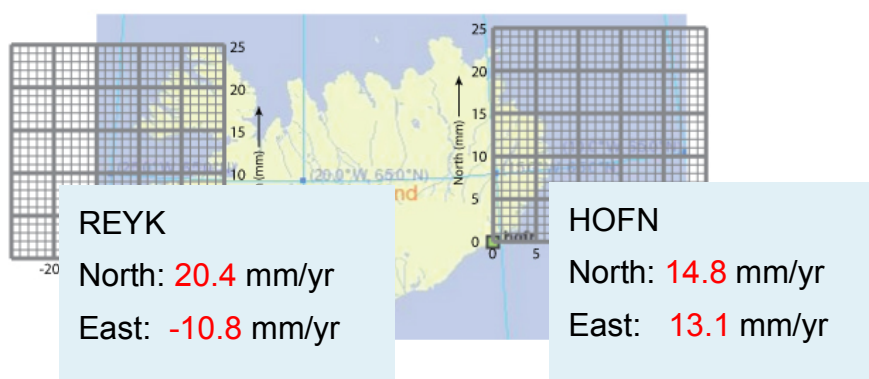 25
20
15
10
(mm)
-20
25
20
15
10
5
0
North (mm)
0
5
(20.0°W, 65.0°N)
nd
hofn
REYK
North: 20.4 mm/yr
East: -10.8 mm/yr
HOFN
North: 14.8 mm/yr
East: 13.1 mm/yr